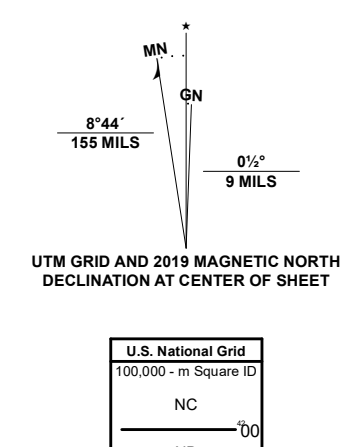 ★
MN
GN
8°44´
155 MILS
0½°
9 MILS
UTM GRID AND 2019 MAGNETIC NORTH
DECLINATION AT CENTER OF SHEET
U.S. National Grid
100,000 - m Square ID
NC
⁴²00